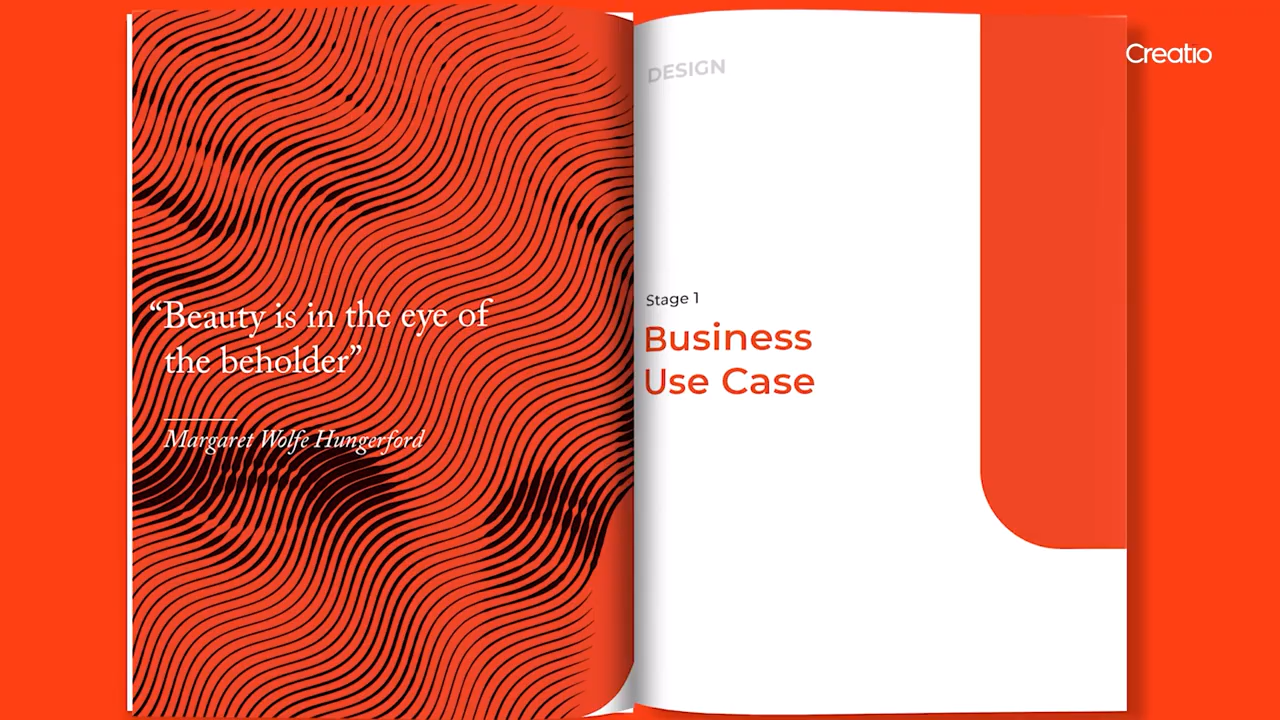 “Beauty is in the eye of
the beholder”
Margaret Wolfe Hungerford
DESIGN
Stage 1
Business
Use Case
Creatio